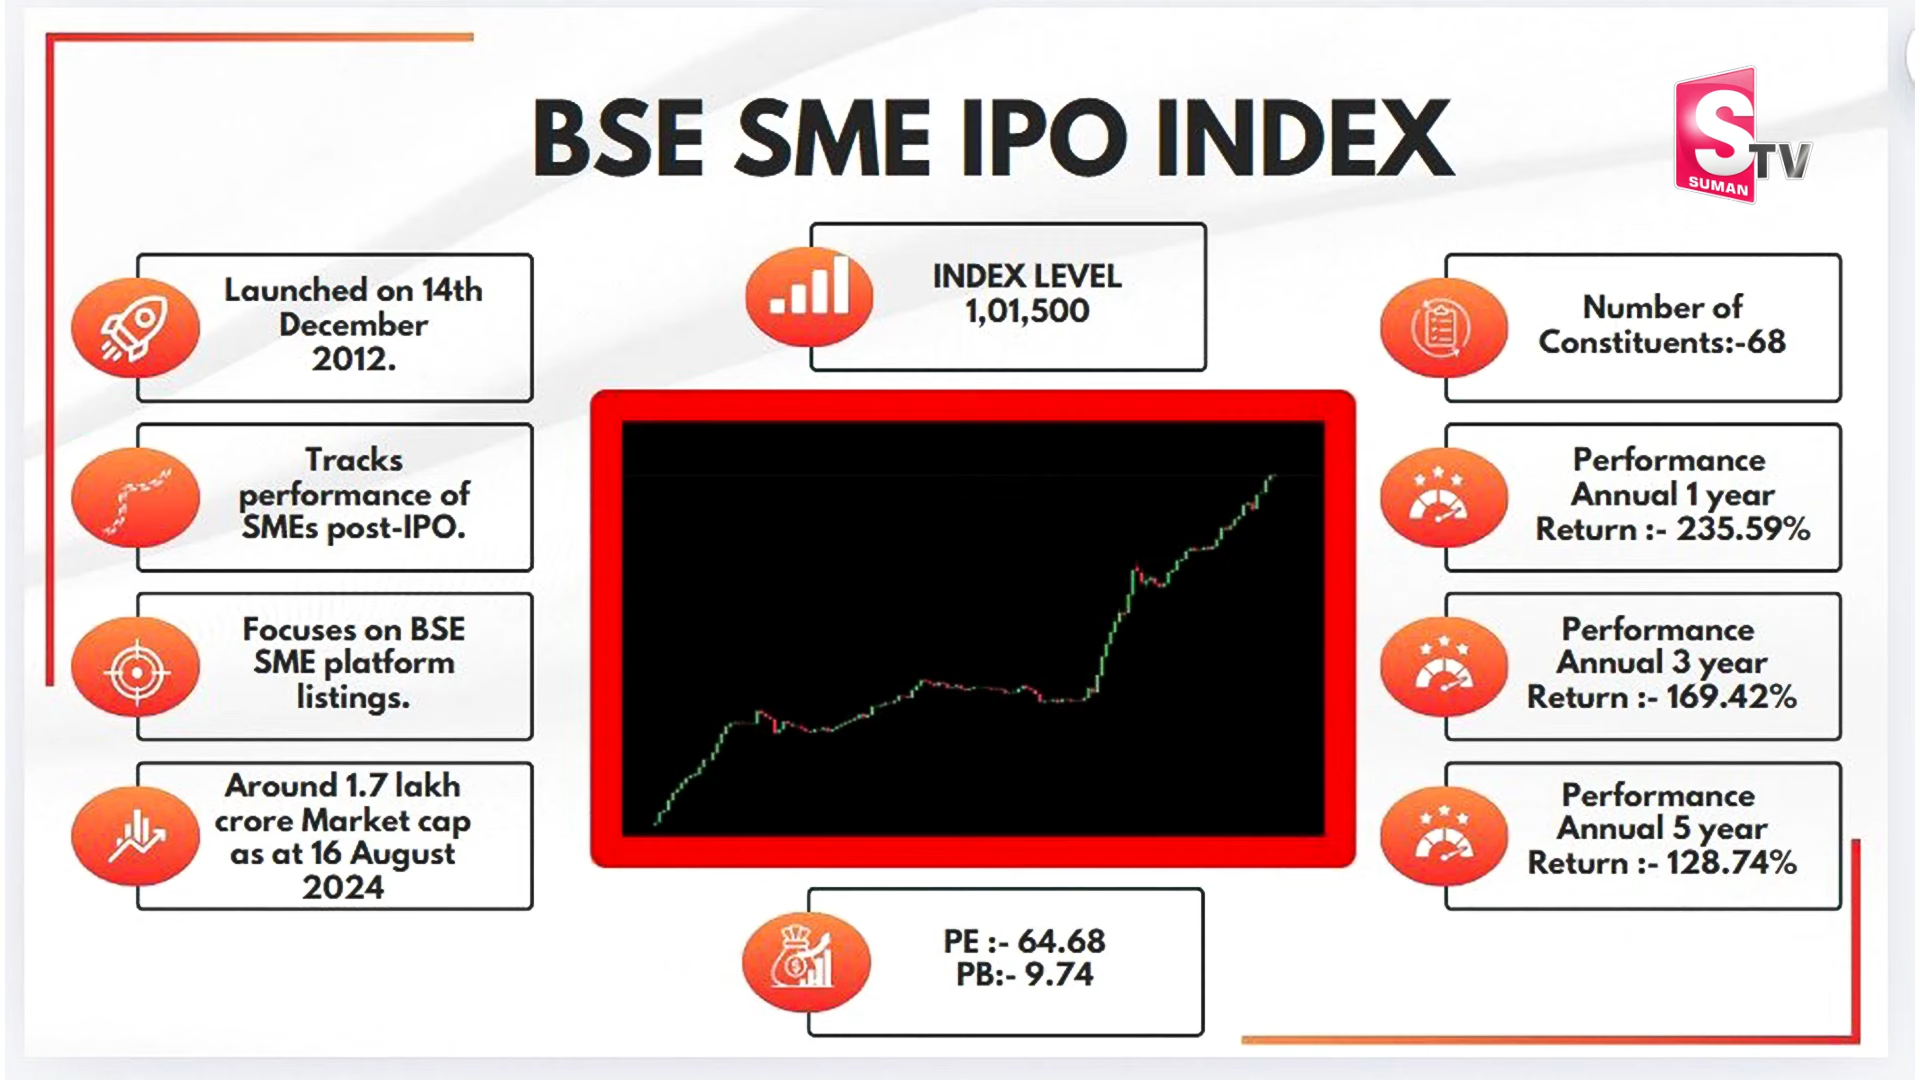 BSE SME IPO INDEX
S
TV
SUMAN
Launched on 14th
December
2012.
Tracks
performance of
SMEs post-IPO.
Focuses on BSE
SME platform
listings.
Around 1.7 lakh
crore Market cap
as at 16 August
2024
INDEX LEVEL
1,01,500
PE :- 64.68
PB:- 9.74
Number of
Constituents:-68
Performance
Annual 1 year
Return :- 235.59%
Performance
Annual 3 year
Return :- 169.42%
Performance
Annual 5 year
Return :- 128.74%